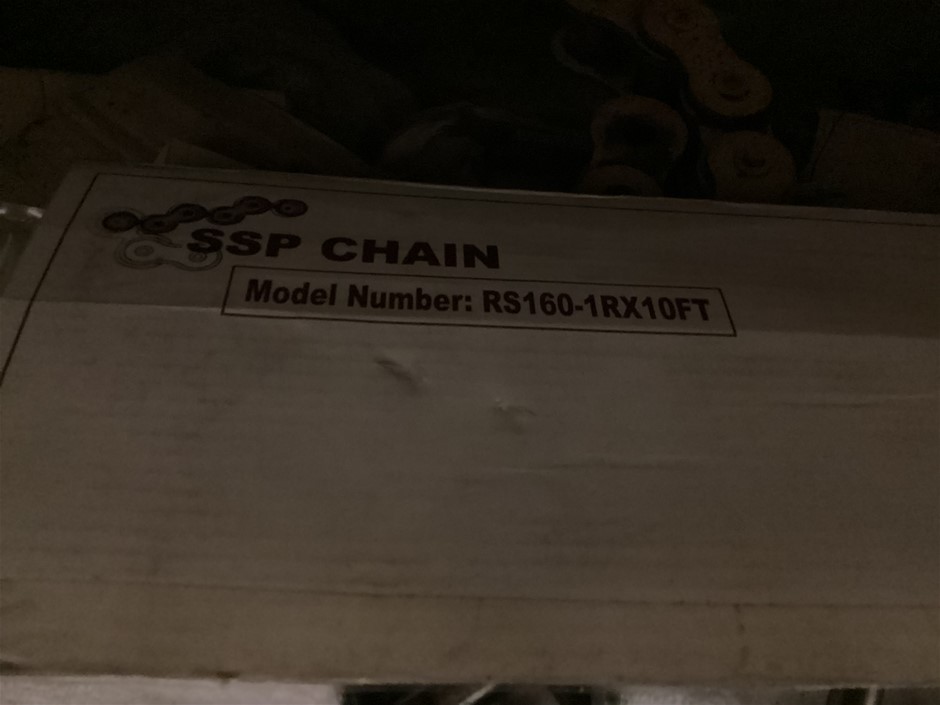 SSP CHAIN
Model Number: RS160-1RX10FT